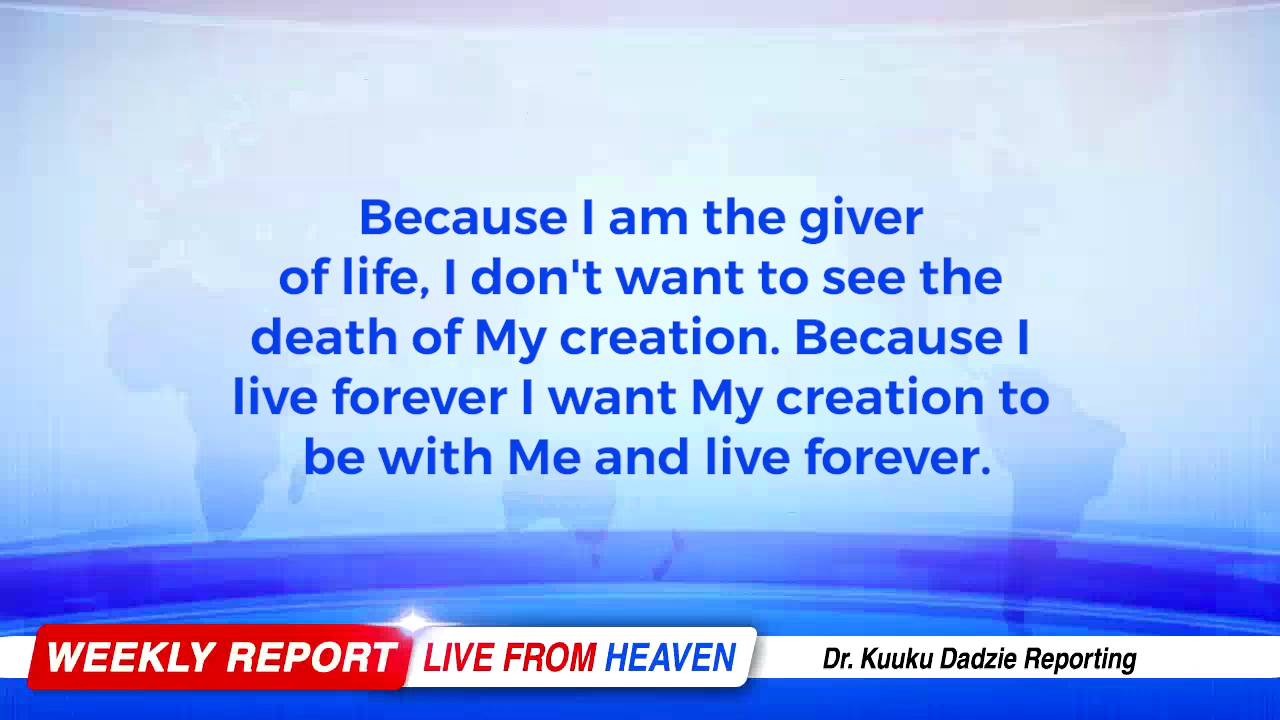 Because I am the giver
of life, I don't want to see the
death of My creation. Because I
live forever I want My creation to
be with Me and live forever.
WEEKLY REPORT LIVE FROM HEAVEN Dr. Kuuku Dadzie Reporting